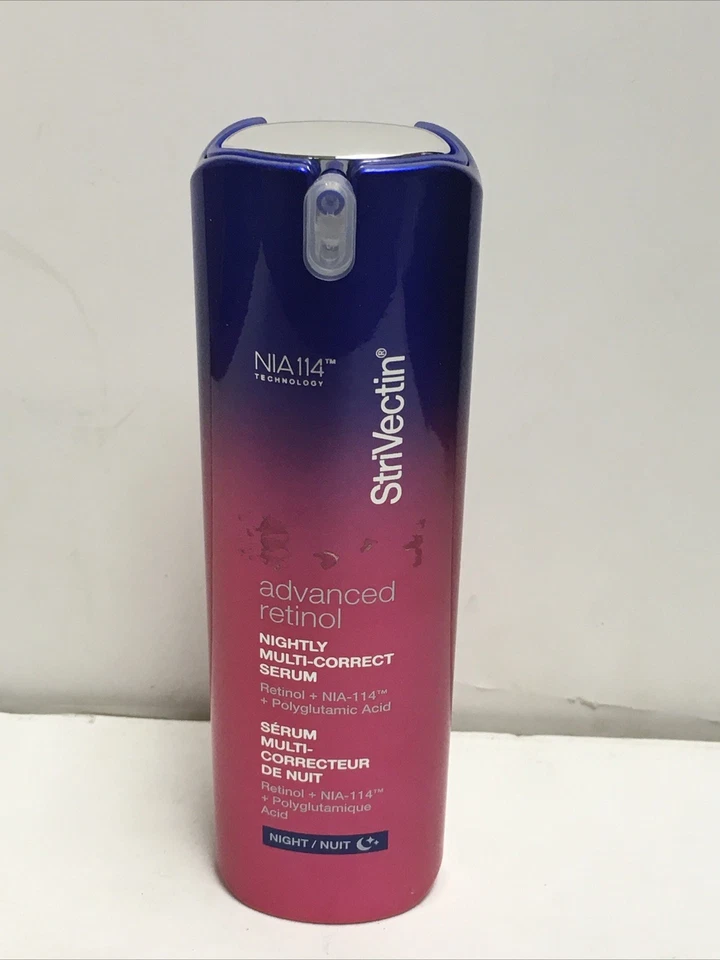 NIA114™
TECHNOLOGY
StriVectin®
advanced
retinol
NIGHTLY
MULTI-CORRECT
SERUM
Retinol + NIA-114™
+ Polyglutamic Acid
SÉRUM
MULTI-
CORRECTEUR
DE NUIT
Retinol + NIA-114™
+ Polyglutamique
Acid
NIGHT / NUIT